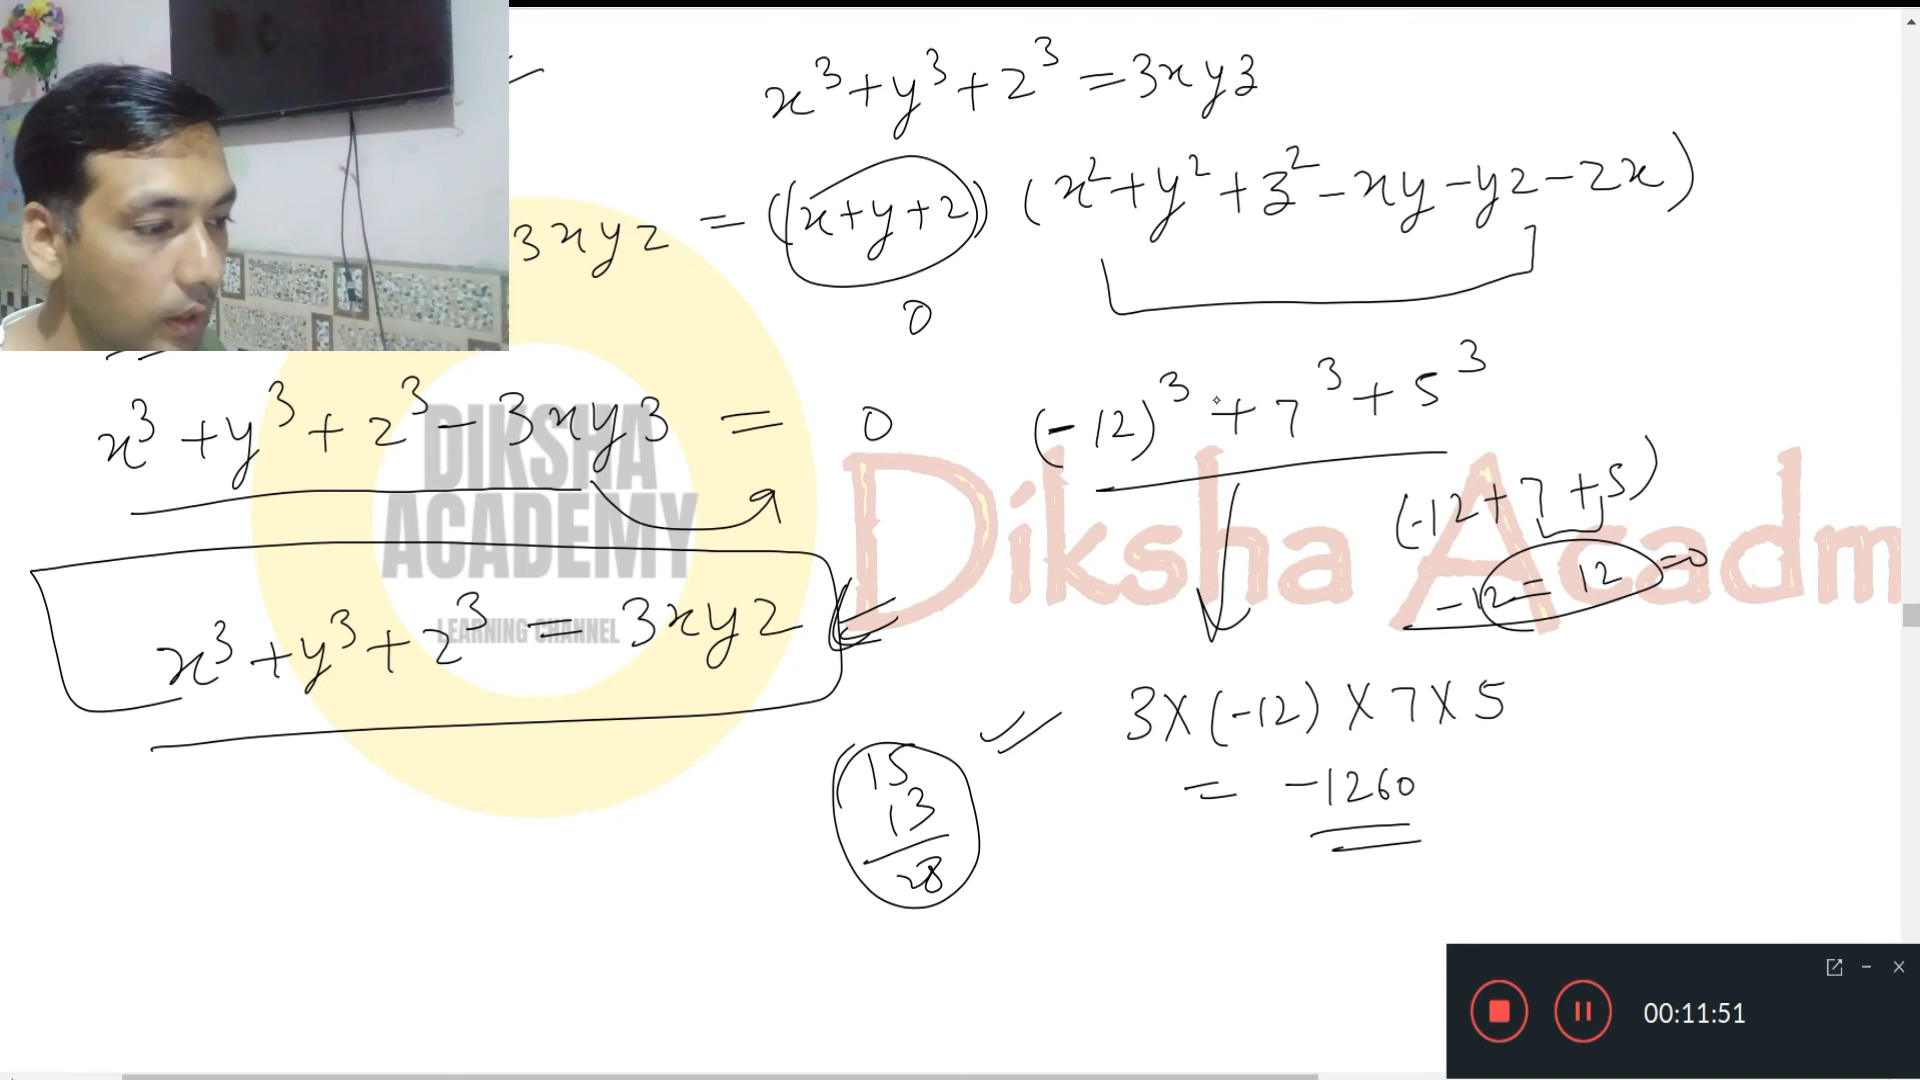 x³+y³+z³ = 3xyz
3xyz = (x+y+z) (x²+y²+z²-xy-yz-zx)
0
x³+y³+z³-3xyz = 0
(-12)³+7³+5³
(-12+7+5)
-12=12=0
x³+y³+z³ = 3xyz
3×(-12)×7×5
= -1260
15
13
28
DIKSHA
ACADEMY
LEARNING CHANNEL
Diksha Acadm
00:11:51